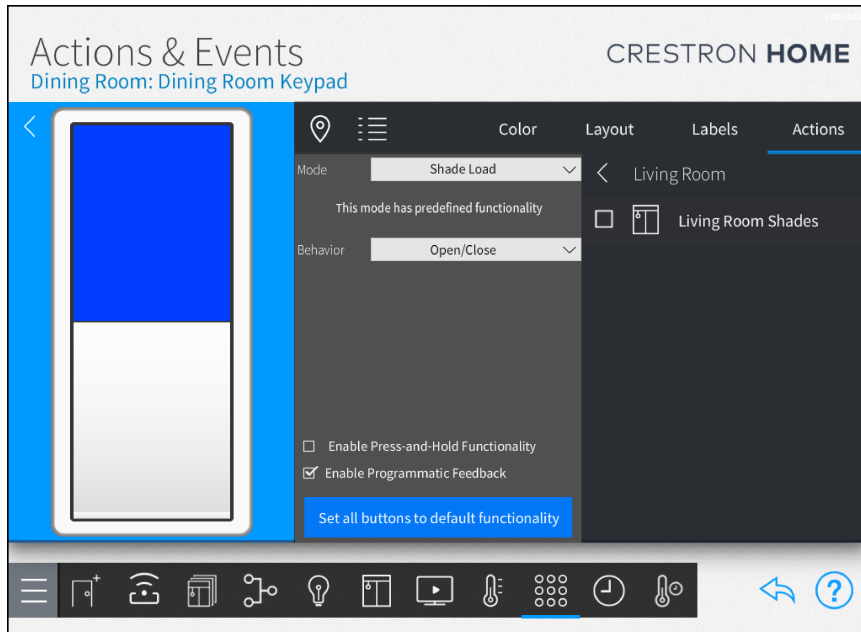 Actions & Events
Dining Room: Dining Room Keypad
CRESTRON HOME
Color Layout Labels Actions
Mode Shade Load
This mode has predefined functionality
Behavior Open/Close
Living Room
Living Room Shades
Enable Press-and-Hold Functionality
Enable Programmatic Feedback
Set all buttons to default functionality
?